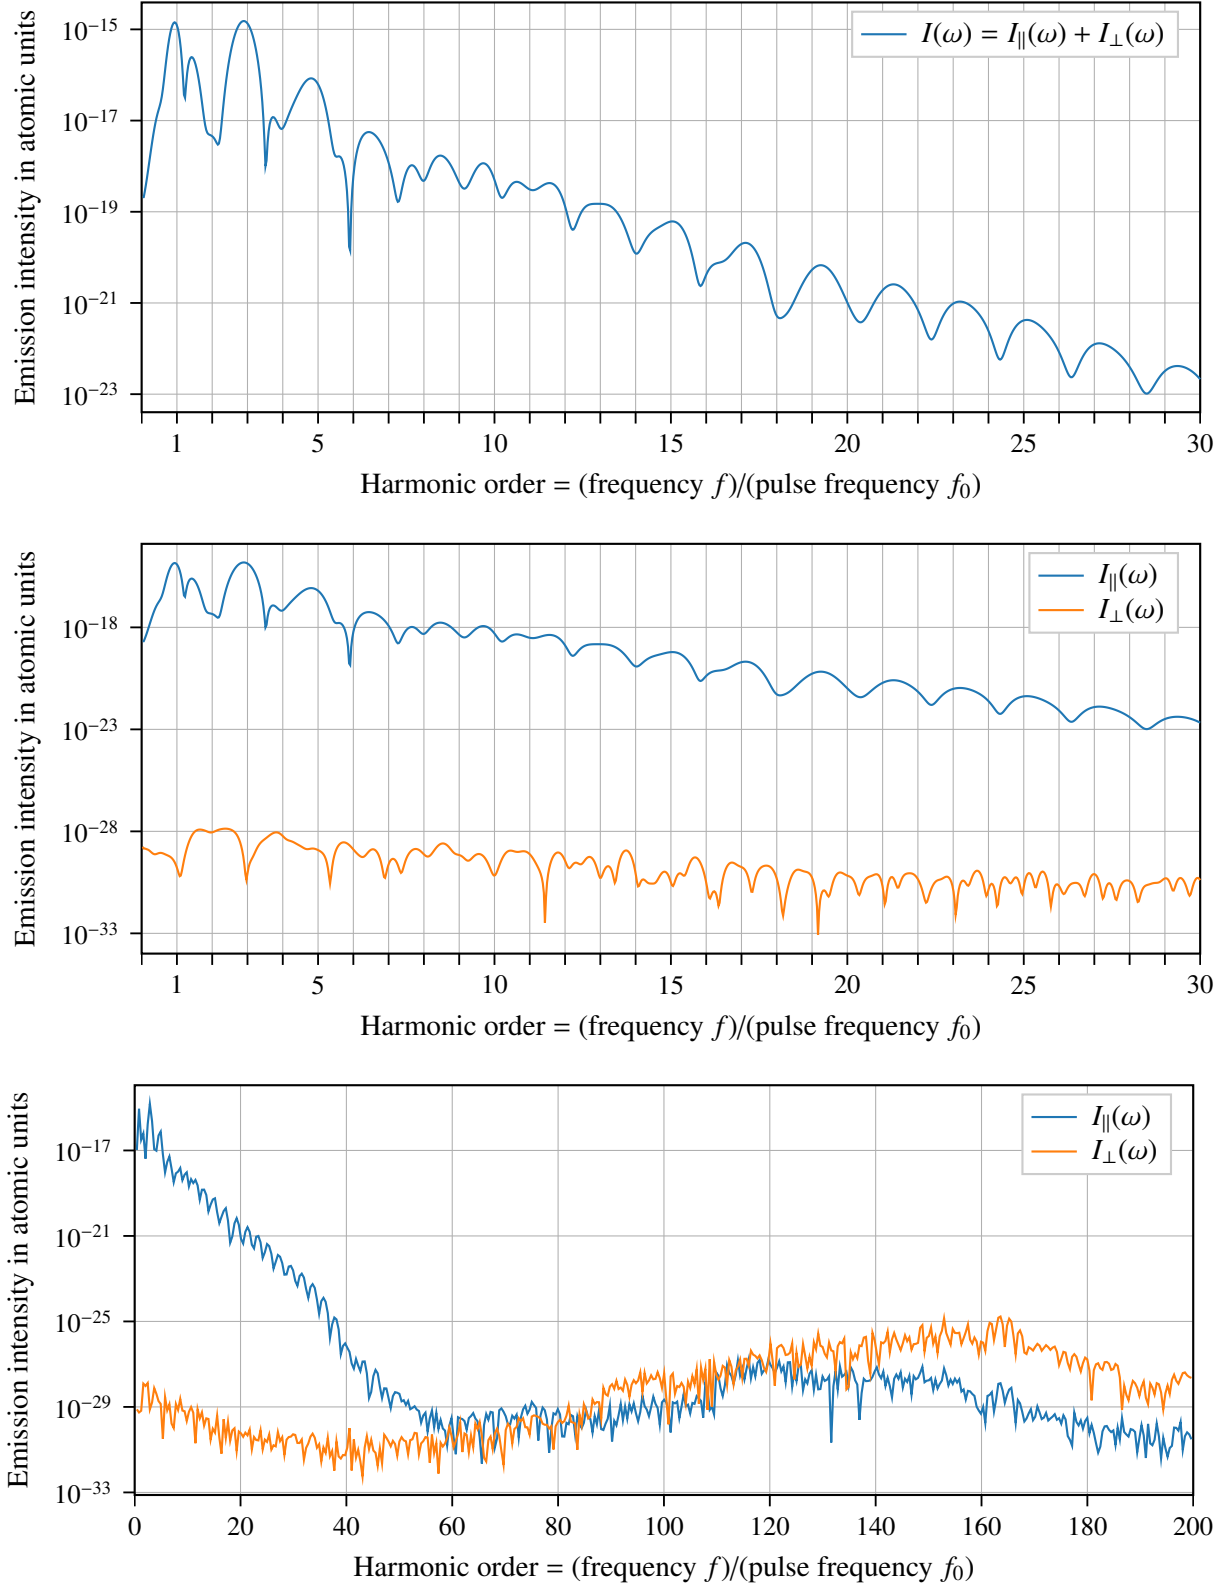 Emission intensity in atomic units
10⁻¹⁵
10⁻¹⁷
10⁻¹⁹
10⁻²¹
10⁻²³
I(ω) = I∥(ω) + I⊥(ω)
1 5 10 15 20 25 30
Harmonic order = (frequency f)/(pulse frequency f₀)
Emission intensity in atomic units
10⁻¹⁸
10⁻²³
10⁻²⁸
10⁻³³
I∥(ω)
I⊥(ω)
1 5 10 15 20 25 30
Harmonic order = (frequency f)/(pulse frequency f₀)
Emission intensity in atomic units
10⁻¹⁷
10⁻²¹
10⁻²⁵
10⁻²⁹
10⁻³³
I∥(ω)
I⊥(ω)
0 20 40 60 80 100 120 140 160 180 200
Harmonic order = (frequency f)/(pulse frequency f₀)